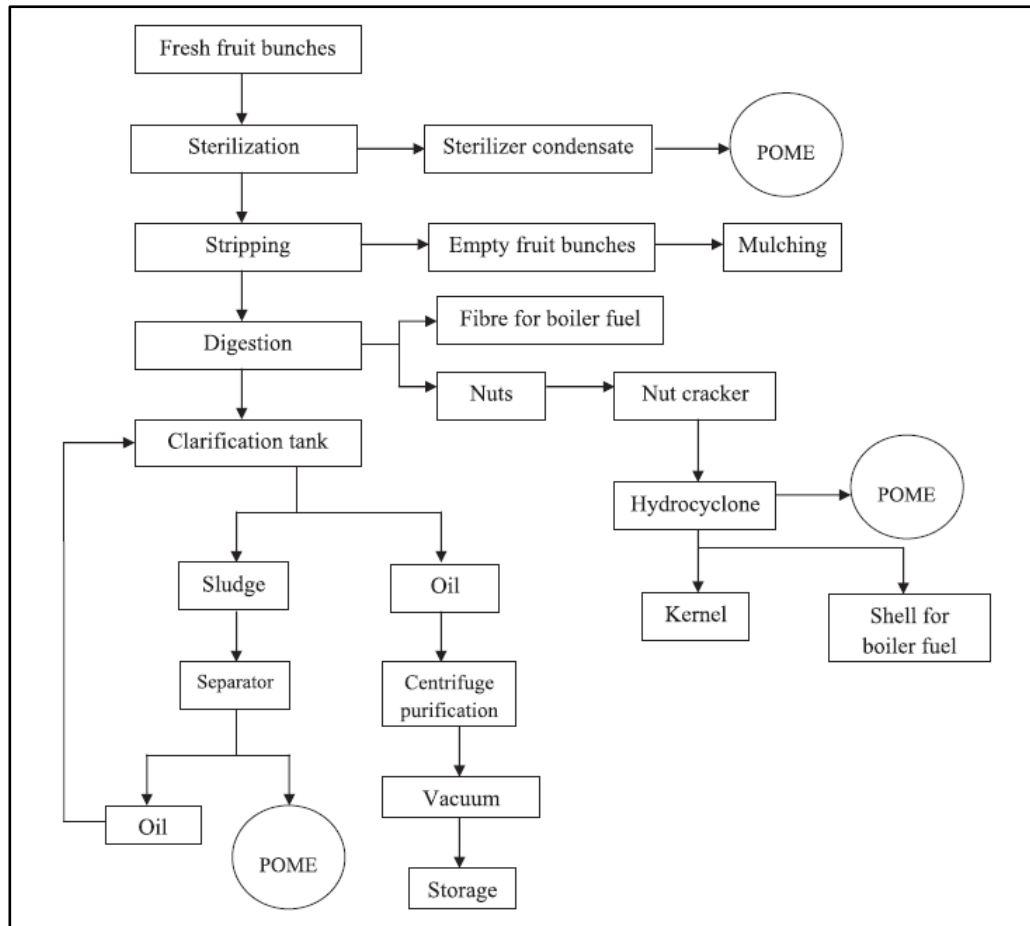 Fresh fruit bunches
Sterilization
Sterilizer condensate
POME
Stripping
Empty fruit bunches
Mulching
Fibre for boiler fuel
Digestion
Nuts
Nut cracker
Clarification tank
Hydrocyclone
POME
Sludge
Oil
Kernel
Shell for
boiler fuel
Separator
Centrifuge
purification
Vacuum
Oil
POME
Storage